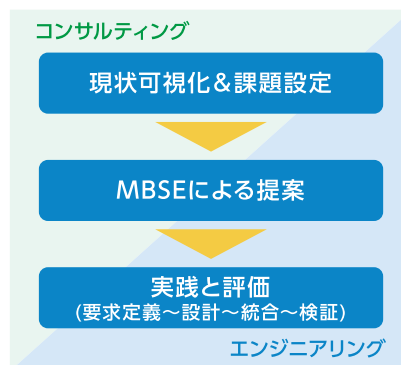 コンサルティング
現状可視化&課題設定
MBSEによる提案
実践と評価
(要求定義～設計～統合～検証)
エンジニアリング